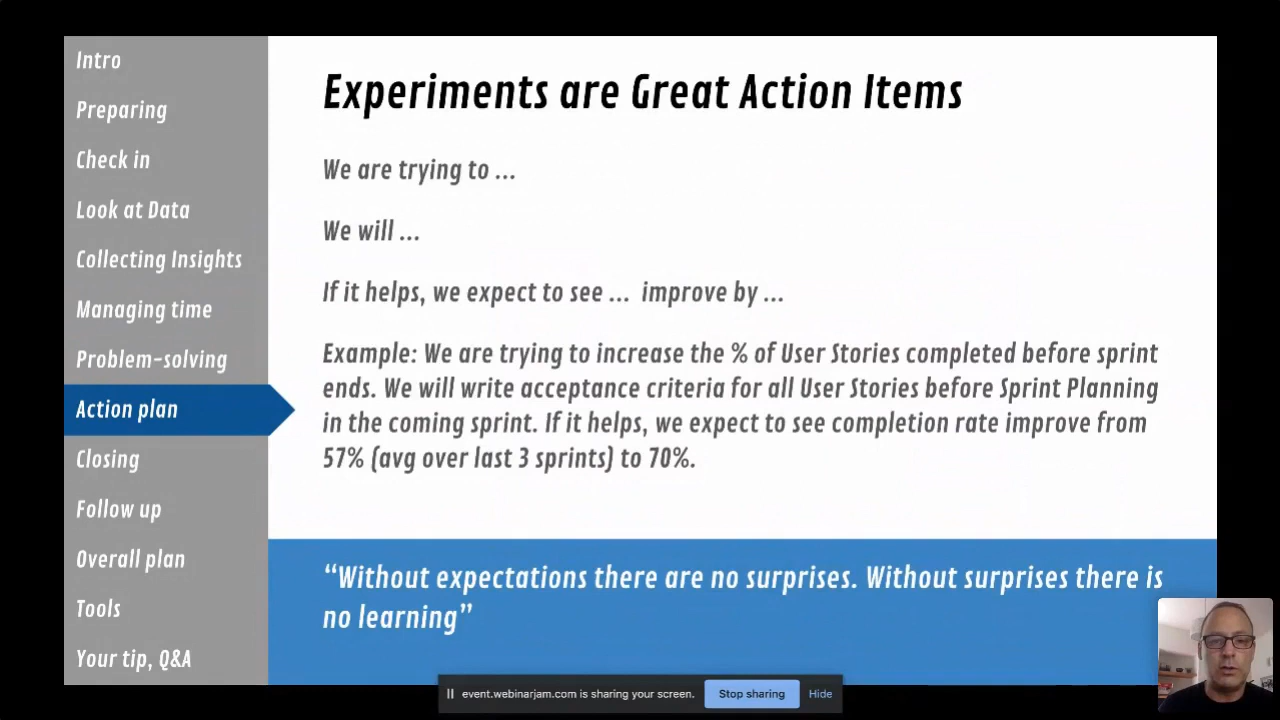 Intro
Preparing
Check in
Look at Data
Collecting Insights
Managing time
Problem-solving
Action plan
Closing
Follow up
Overall plan
Tools
Your tip, Q&A
Experiments are Great Action Items
We are trying to ...
We will ...
If it helps, we expect to see ... improve by ...
Example: We are trying to increase the % of User Stories completed before sprint
ends. We will write acceptance criteria for all User Stories before Sprint Planning
in the coming sprint. If it helps, we expect to see completion rate improve from
57% (avg over last 3 sprints) to 70%.
“Without expectations there are no surprises. Without surprises there is
no learning”
event.webinarjam.com is sharing your screen.
Stop sharing
Hide